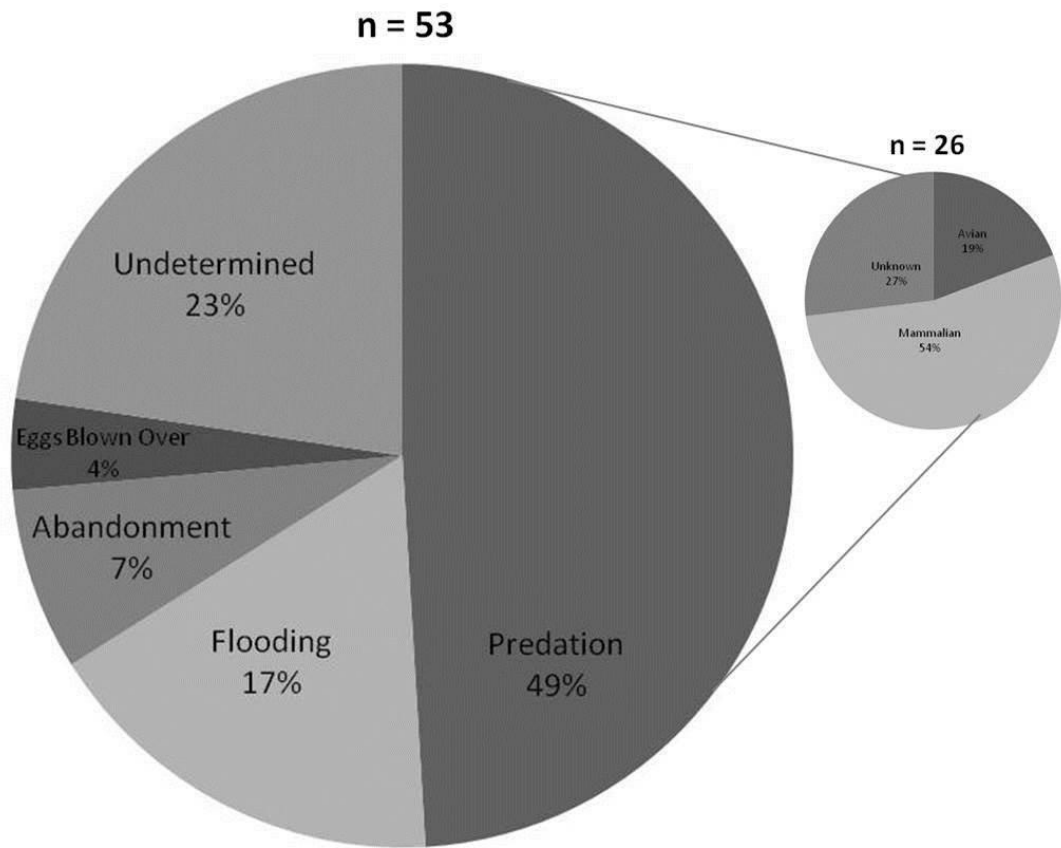 n = 53
Undetermined
23%
Eggs Blown Over
4%
Abandonment
7%
Flooding
17%
Predation
49%
n = 26
Avian
19%
Unknown
27%
Mammalian
54%